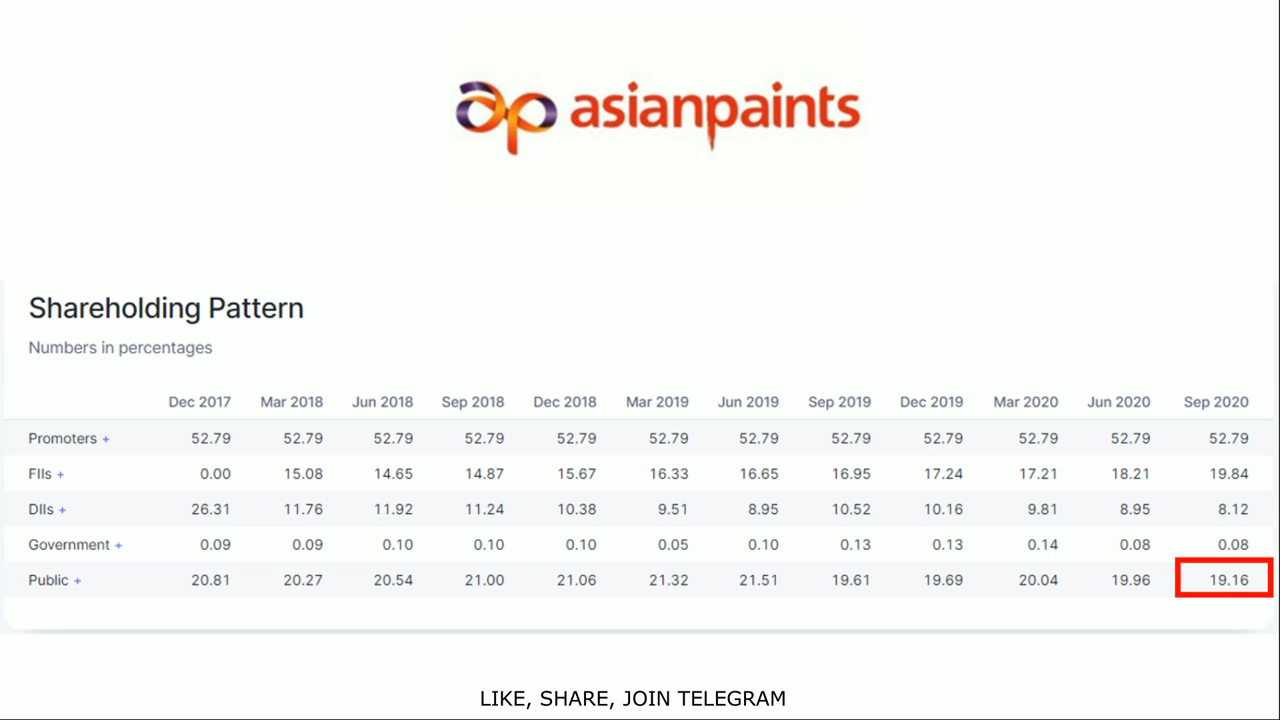 asianpaints
Shareholding Pattern
Numbers in percentages
Dec 2017 Mar 2018 Jun 2018 Sep 2018 Dec 2018 Mar 2019 Jun 2019 Sep 2019 Dec 2019 Mar 2020 Jun 2020 Sep 2020
Promoters + 52.79 52.79 52.79 52.79 52.79 52.79 52.79 52.79 52.79 52.79 52.79 52.79
FIIs + 0.00 15.08 14.65 14.87 15.67 16.33 16.65 16.95 17.24 17.21 18.21 19.84
DIIs + 26.31 11.76 11.92 11.24 10.38 9.51 8.95 10.52 10.16 9.81 8.95 8.12
Government + 0.09 0.09 0.10 0.10 0.10 0.05 0.10 0.13 0.13 0.14 0.08 0.08
Public + 20.81 20.27 20.54 21.00 21.06 21.32 21.51 19.61 19.69 20.04 19.96 19.16
LIKE, SHARE, JOIN TELEGRAM